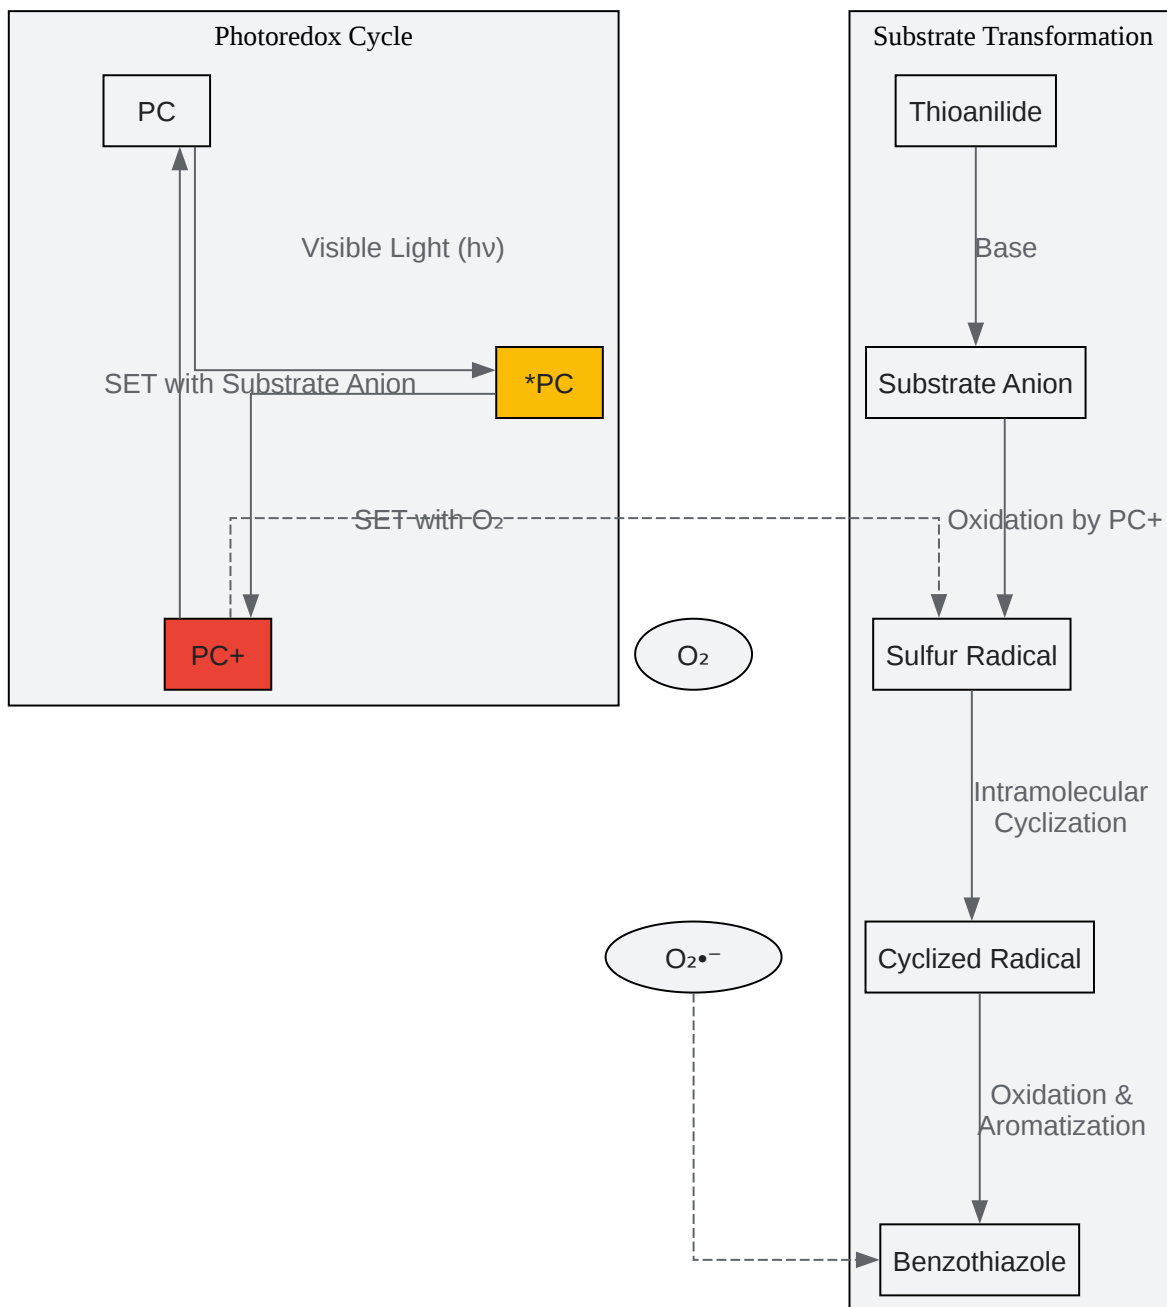 Photoredox Cycle
PC
Visible Light (hν)
SET with Substrate Anion
*PC
SET with O₂
PC+
O₂
O₂•⁻
Substrate Transformation
Thioanilide
Base
Substrate Anion
Oxidation by PC+
Sulfur Radical
Intramolecular
Cyclization
Cyclized Radical
Oxidation &
Aromatization
Benzothiazole